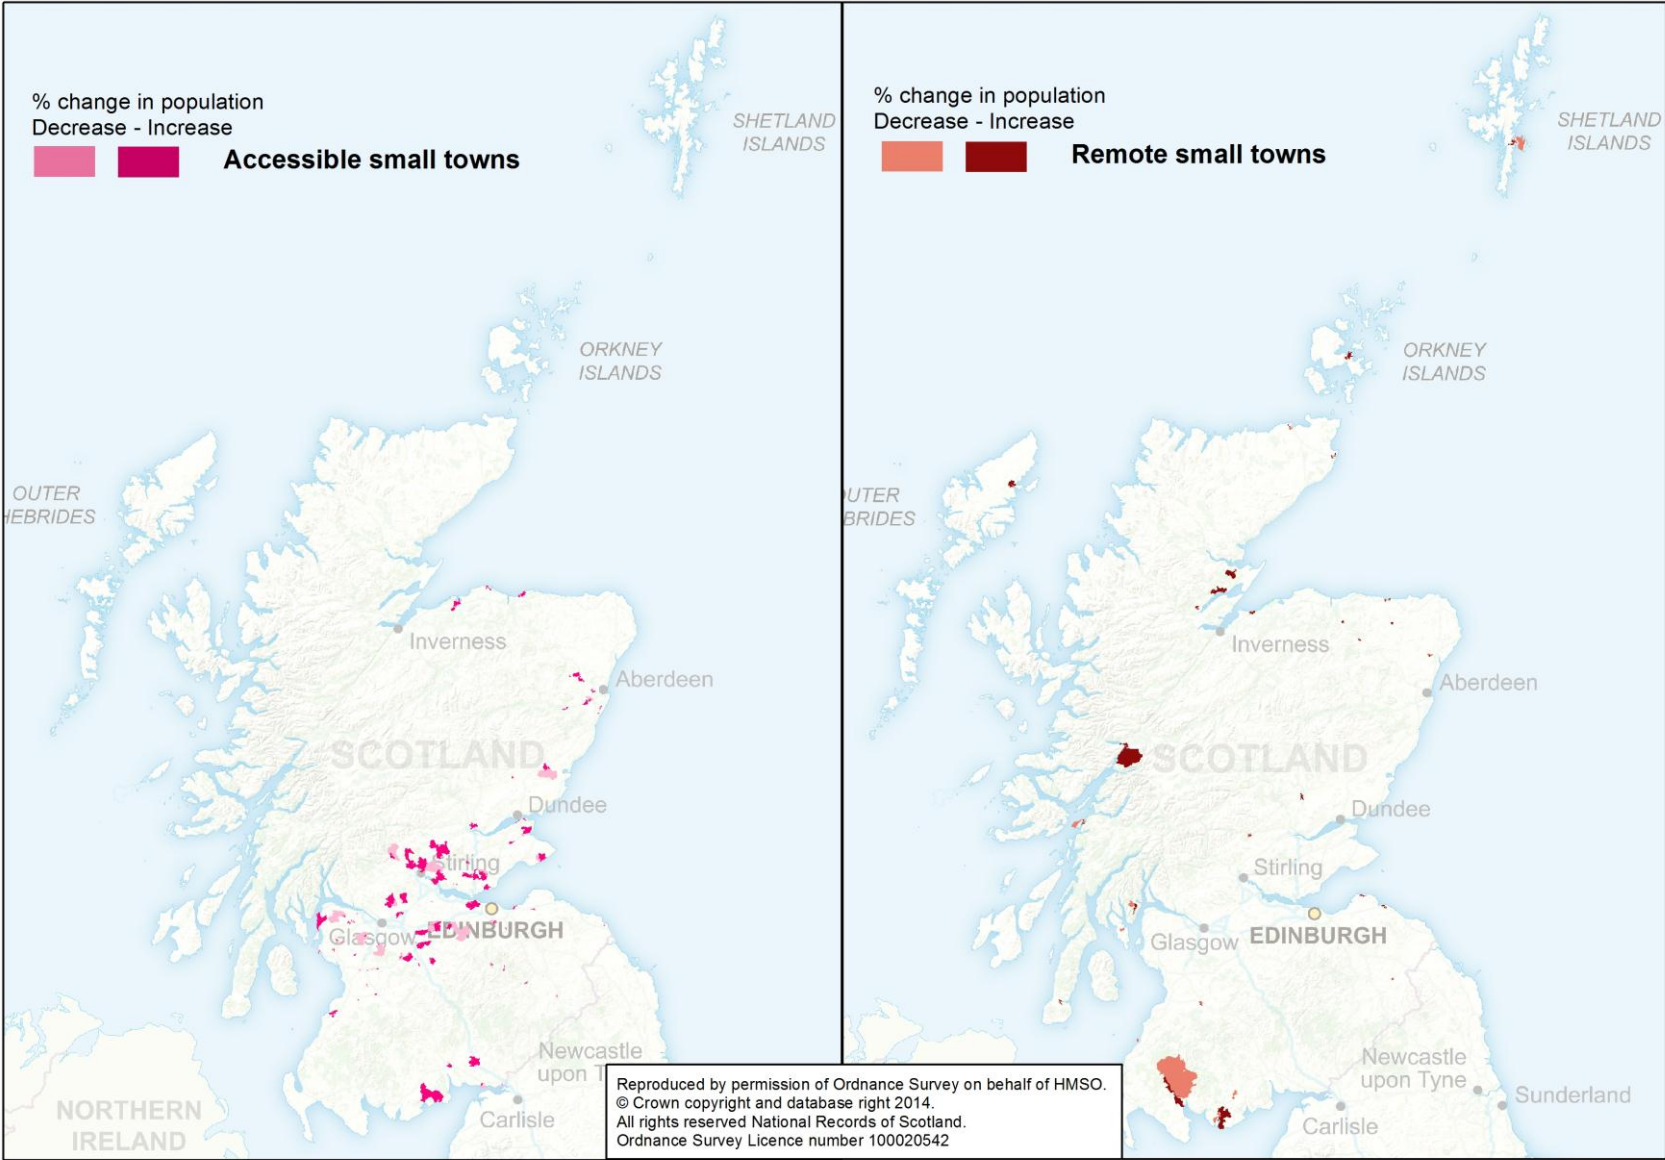 % change in population
Decrease - Increase
Accessible small towns
SHETLAND
ISLANDS
ORKNEY
ISLANDS
OUTER
HEBRIDES
Inverness
Aberdeen
SCOTLAND
Dundee
Stirling
EDINBURGH
Glasgow
Newcastle
upon T
NORTHERN
IRELAND
Carlisle
% change in population
Decrease - Increase
Remote small towns
SHETLAND
ISLANDS
ORKNEY
ISLANDS
UTER
BRIDES
Inverness
Aberdeen
SCOTLAND
Dundee
Stirling
Glasgow
EDINBURGH
Newcastle
upon Tyne
Sunderland
Carlisle
Reproduced by permission of Ordnance Survey on behalf of HMSO.
© Crown copyright and database right 2014.
All rights reserved National Records of Scotland.
Ordnance Survey Licence number 100020542